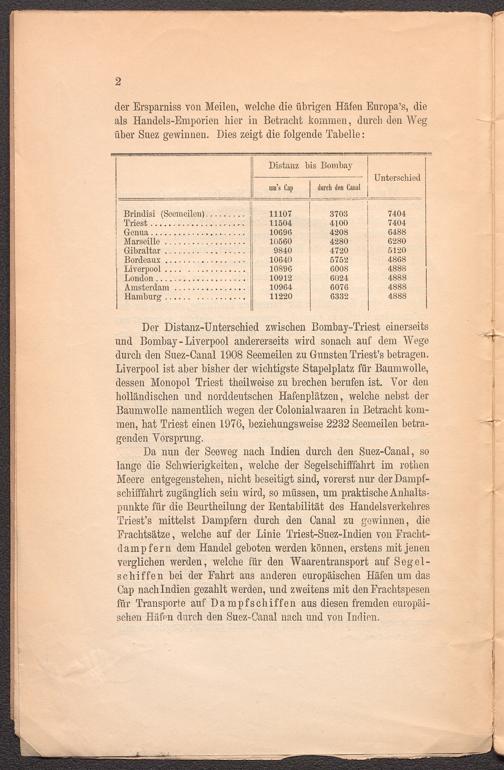 2
der Ersparniss von Meilen, welche die übrigen Häfen Europa's, die
als Handels-Emporien hier in Betracht kommen, durch den Weg
über Suez gewinnen. Dies zeigt die folgende Tabelle:
Distanz bis Bombay
um's Cap durch den Canal Unterschied
Brindisi (Seemeilen)......... 11107 3703 7404
Triest..................... 11504 4100 7404
Genua..................... 10696 4208 6488
Marseille .................. 10560 4280 6280
Gibraltar .................. 9840 4720 5120
Bordeaux .................. 10640 5752 4868
Liverpool .................. 10896 6008 4888
London.................... 10912 6024 4888
Amsterdam ................ 10964 6076 4888
Hamburg .................. 11220 6332 4888
Der Distanz-Unterschied zwischen Bombay-Triest einerseits
und Bombay-Liverpool andererseits wird sonach auf dem Wege
durch den Suez-Canal 1908 Seemeilen zu Gunsten Triest's betragen.
Liverpool ist aber bisher der wichtigste Stapelplatz für Baumwolle,
dessen Monopol Triest theilweise zu brechen berufen ist. Vor den
holländischen und norddeutschen Hafenplätzen, welche nebst der
Baumwolle namentlich wegen der Colonialwaaren in Betracht kom-
men, hat Triest einen 1976, beziehungsweise 2232 Seemeilen betra-
genden Vorsprung.
Da nun der Seeweg nach Indien durch den Suez-Canal, so
lange die Schwierigkeiten, welche der Segelschifffahrt im rothen
Meere entgegenstehen, nicht beseitigt sind, vorerst nur der Dampf-
schifffahrt zugänglich sein wird, so müssen, um praktische Anhalts-
punkte für die Beurtheilung der Rentabilität des Handelsverkehres
Triest's mittelst Dampfern durch den Canal zu gewinnen, die
Frachtsätze, welche auf der Linie Triest-Suez-Indien von Fracht-
dampfern dem Handel geboten werden können, erstens mit jenen
verglichen werden, welche für den Waarentransport auf Segel-
schiffen bei der Fahrt aus anderen europäischen Häfen um das
Cap nach Indien gezahlt werden, und zweitens mit den Frachtspesen
für Transporte auf Dampfschiffen aus diesen fremden europäi-
schen Häfen durch den Suez-Canal nach und von Indien.